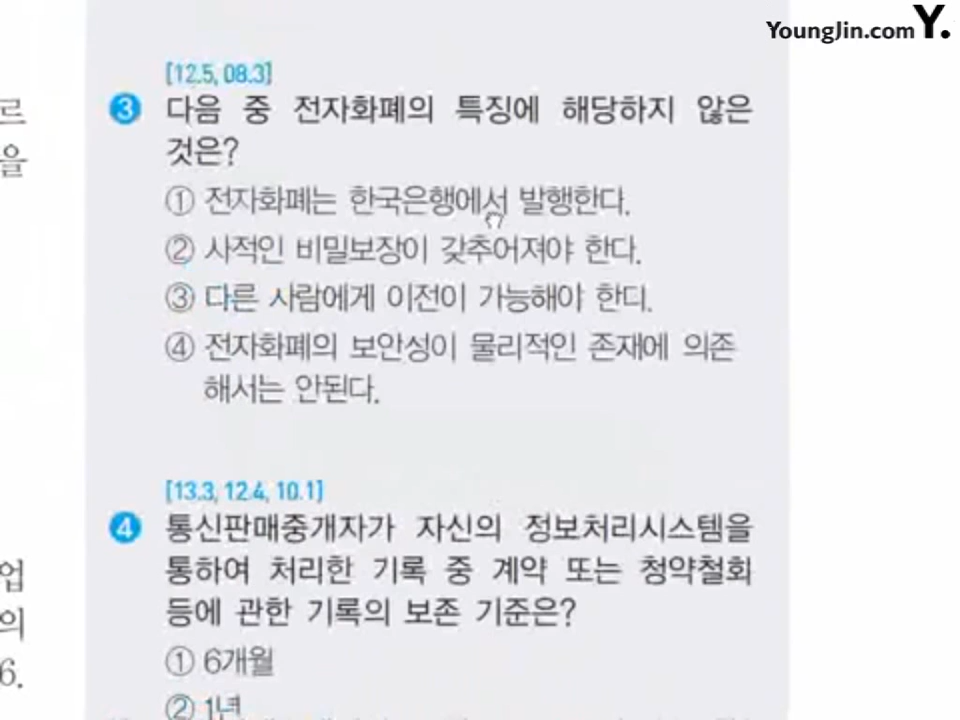 YoungJin.com Y.
르
을
[12.5, 08.3]
3 다음 중 전자화폐의 특징에 해당하지 않은
것은?
① 전자화폐는 한국은행에서 발행한다.
② 사적인 비밀보장이 갖추어져야 한다.
③ 다른 사람에게 이전이 가능해야 한다.
④ 전자화폐의 보안성이 물리적인 존재에 의존
해서는 안된다.
[13.3, 12.4, 10.1]
4 통신판매중개자가 자신의 정보처리시스템을
통하여 처리한 기록 중 계약 또는 청약철회
등에 관한 기록의 보존 기준은?
업
의
6.
① 6개월
② 1년